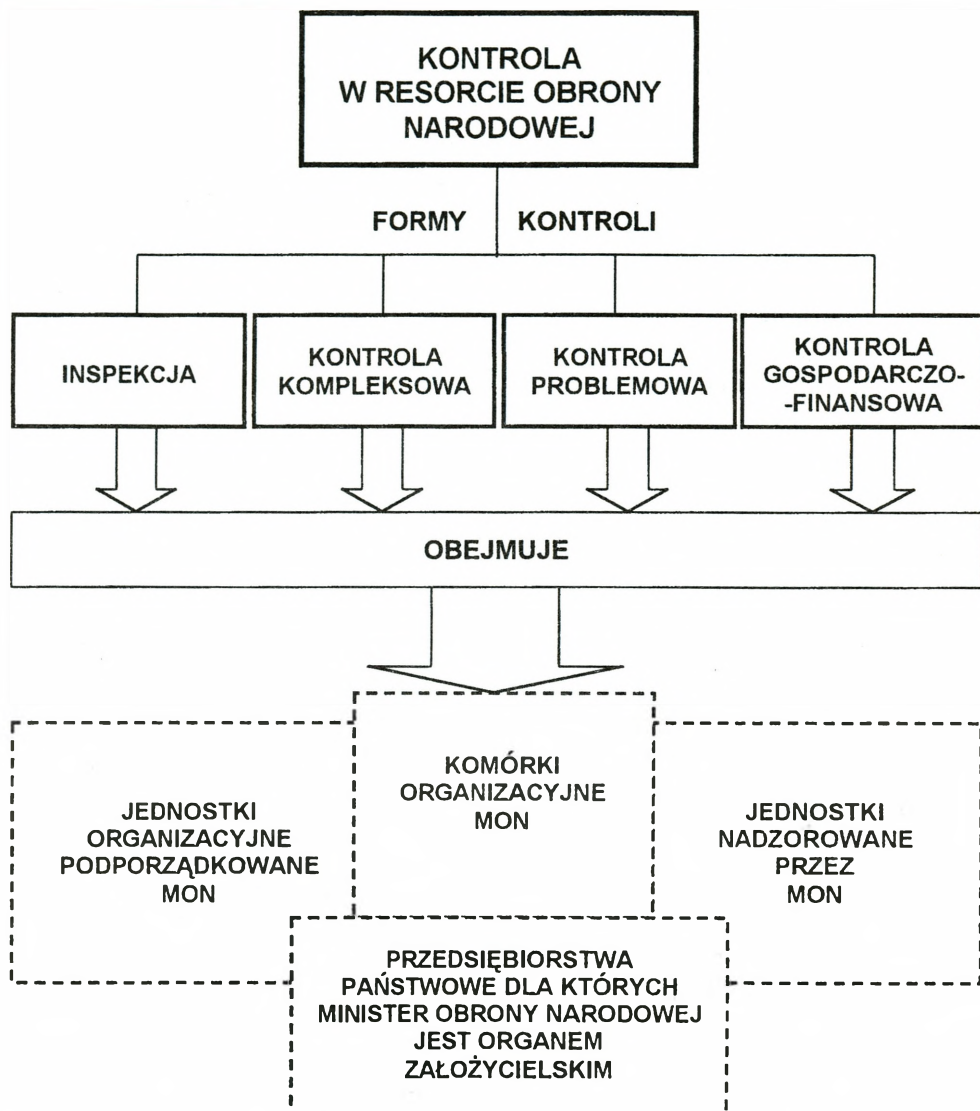 KONTROLA
W RESORCIE OBRONY
NARODOWEJ
FORMY KONTROLI
INSPEKCJA
KONTROLA
KOMPLEKSOWA
KONTROLA
PROBLEMOWA
KONTROLA
GOSPODARCZO-
-FINANSOWA
OBEJMUJE
JEDNOSTKI
ORGANIZACYJNE
PODPORZĄDKOWANE
MON
KOMÓRKI
ORGANIZACYJNE
MON
JEDNOSTKI
NADZOROWANE
PRZEZ
MON
PRZEDSIĘBIORSTWA
PAŃSTWOWE DLA KTÓRYCH
MINISTER OBRONY NARODOWEJ
JEST ORGANEM
ZAŁOŻYCIELSKIM